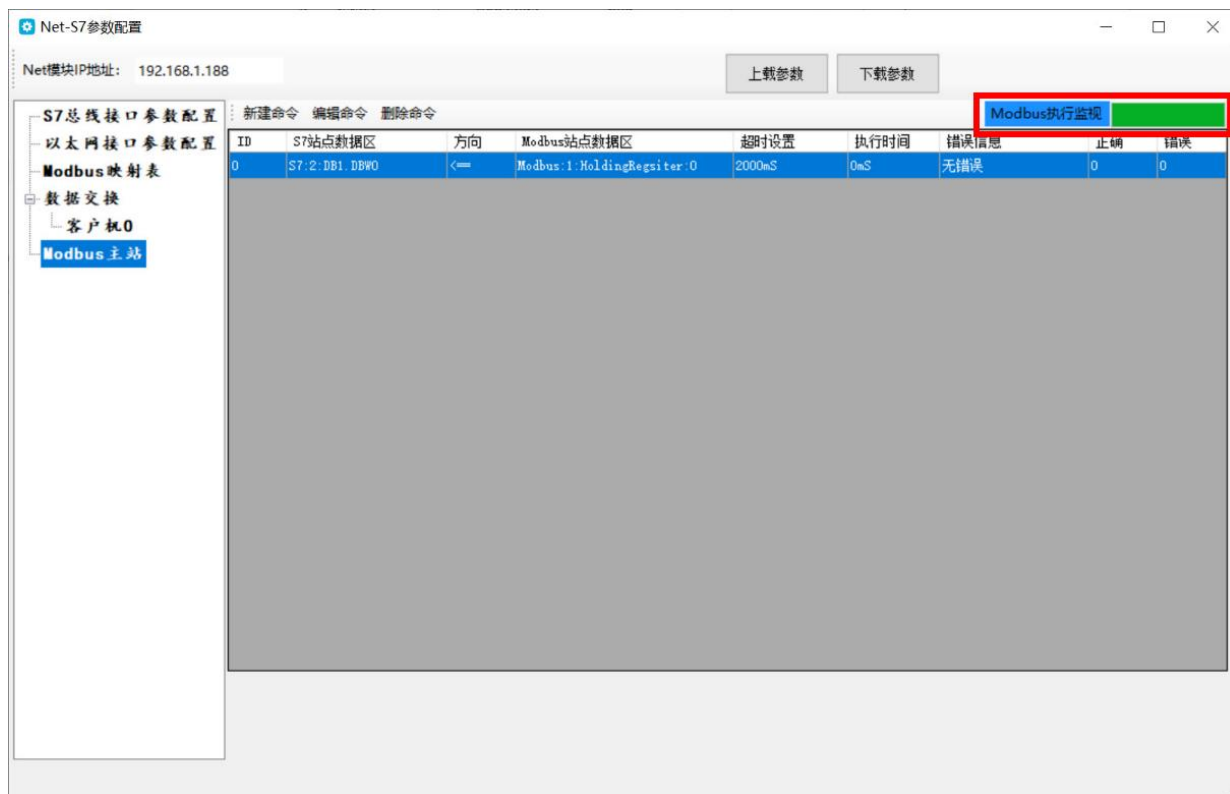 Net-S7参数配置
Net模块IP地址: 192.168.1.188 上载参数 下载参数
S7总线接口参数配置
以太网接口参数配置
Modbus映射表
数据交换
客户机0
Modbus主站
新建命令 编辑命令 删除命令 Modbus执行监视
ID S7站点数据区 方向 Modbus站点数据区 超时设置 执行时间 错误信息 正确 错误
0 S7:2:DB1.DBW0 <== Modbus:1:HoldingRegsiter:0 2000mS 0mS 无错误 0 0